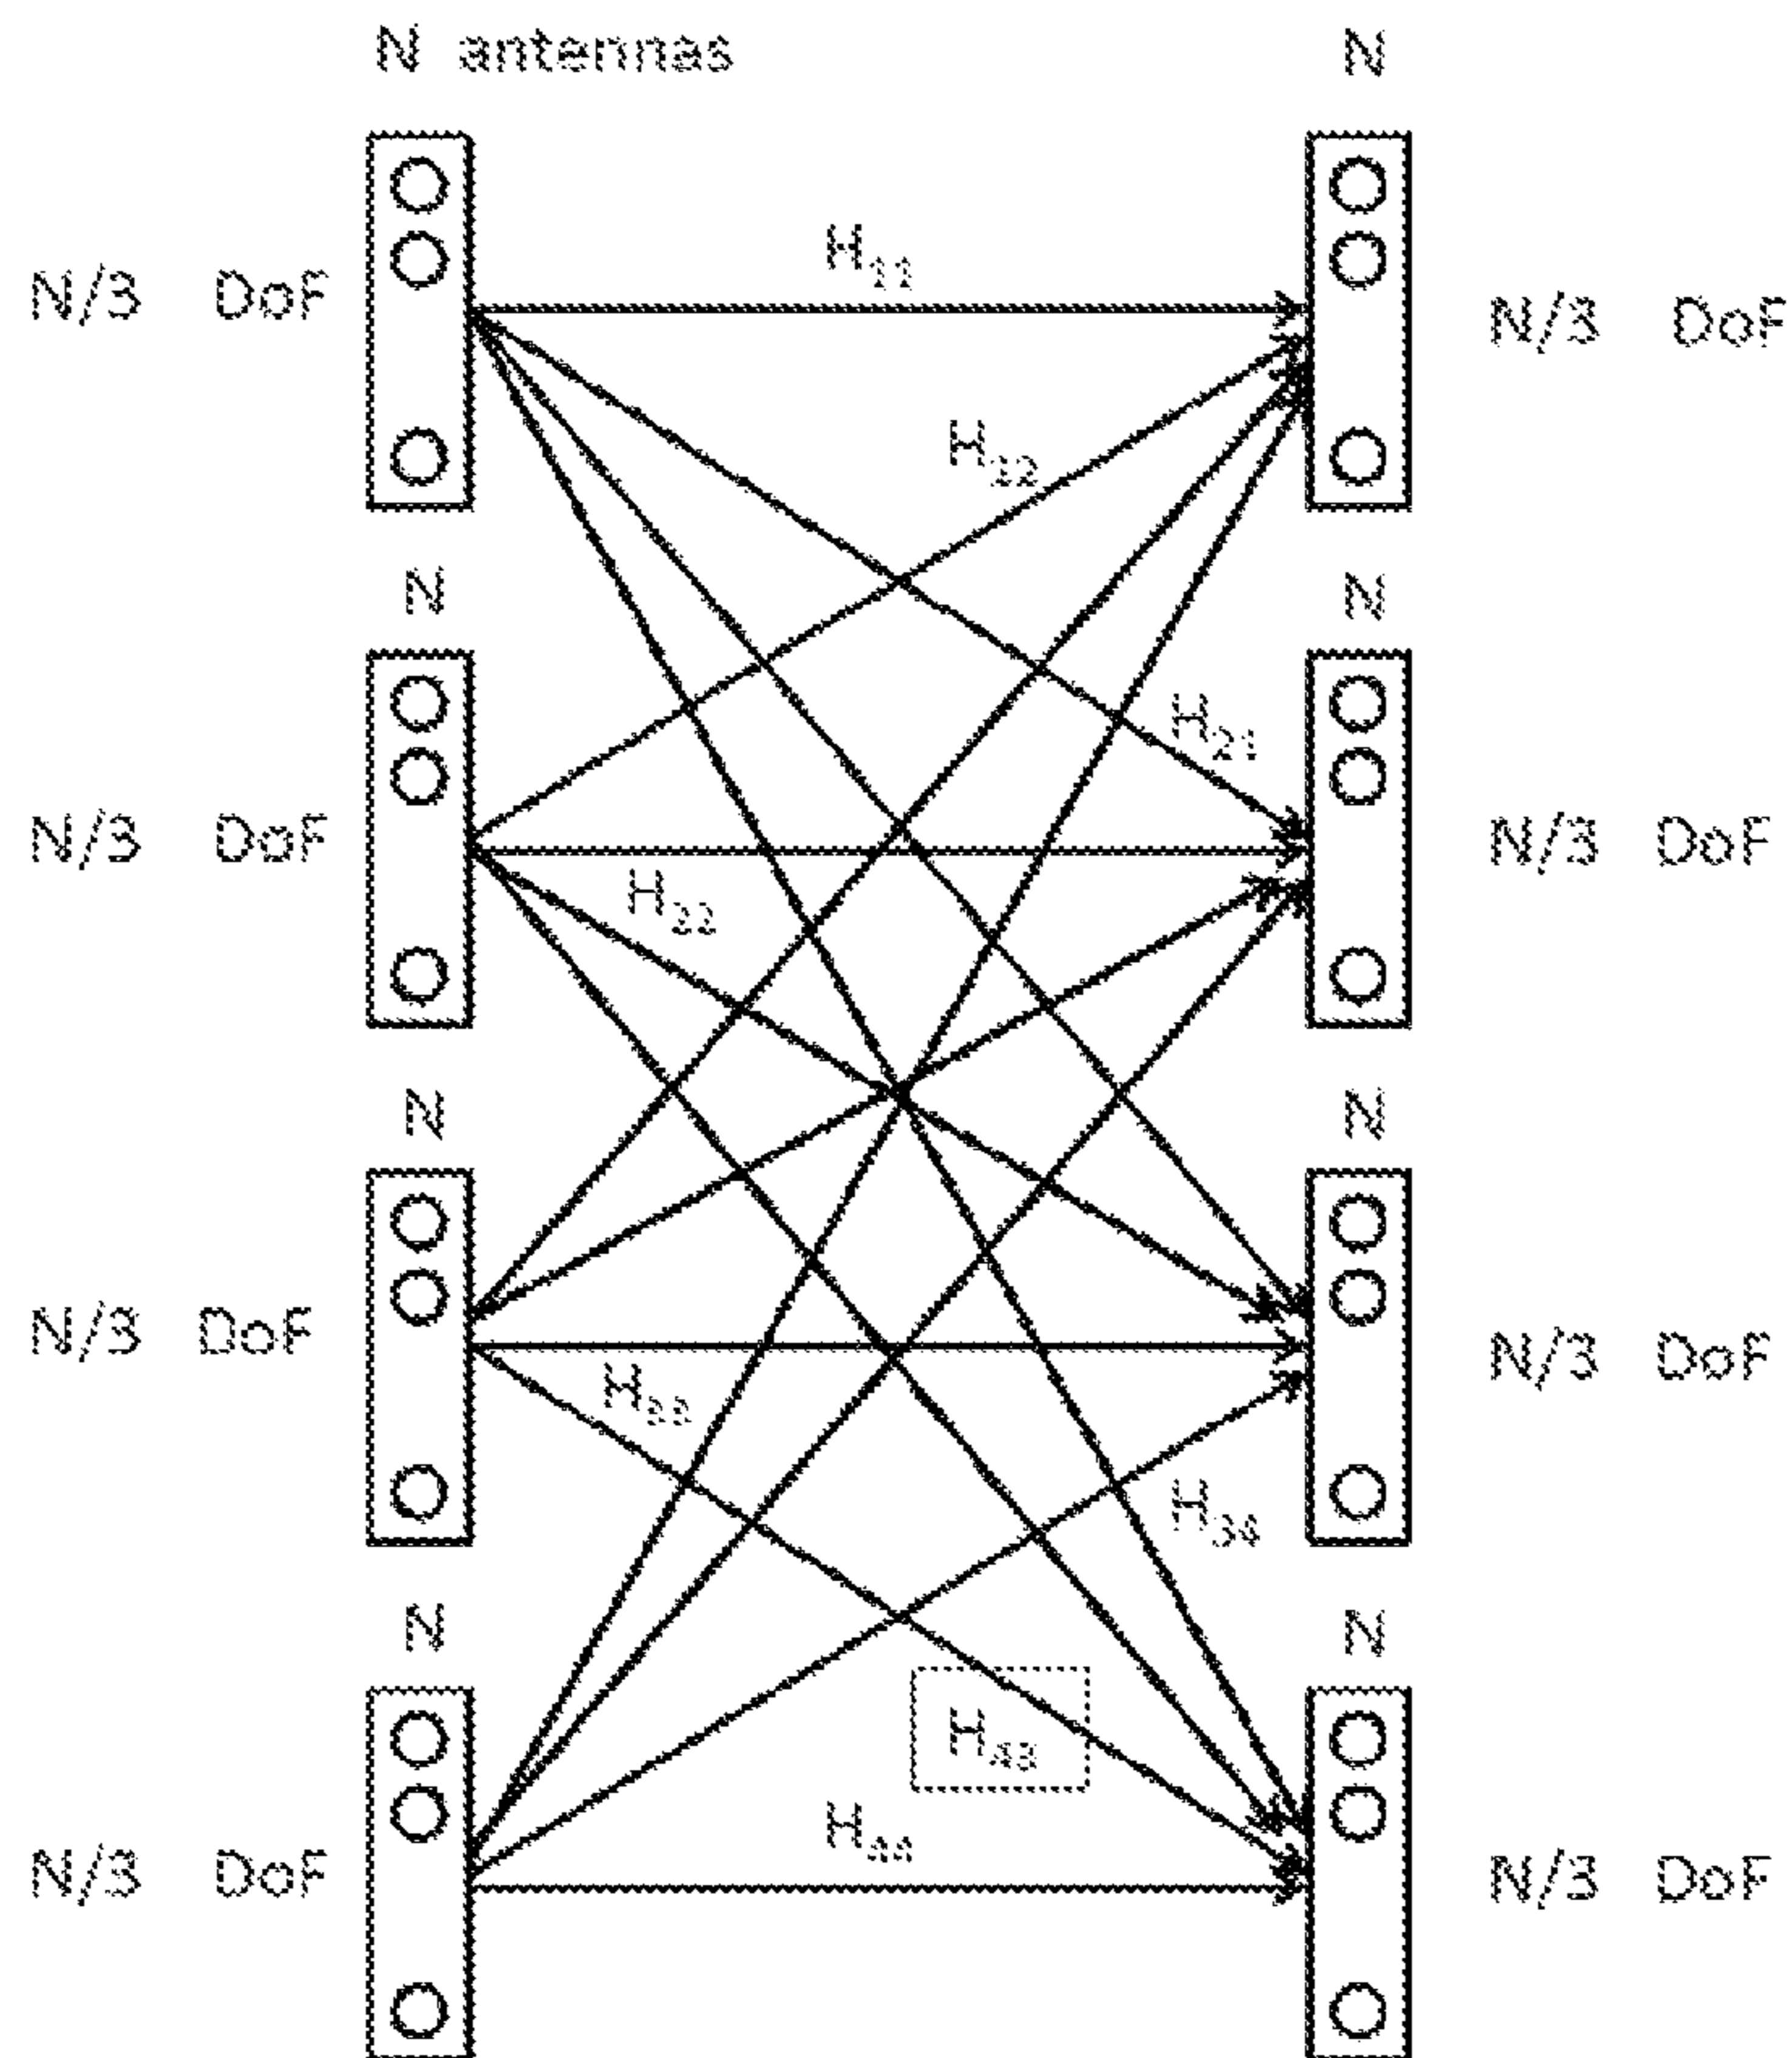 N antennas N
H11
N/3 DoF N/3 DoF
H12
N N
H21
N/3 DoF N/3 DoF
H22
N N
N/3 DoF N/3 DoF
H33
H34
N N
H43
H44
N/3 DoF N/3 DoF